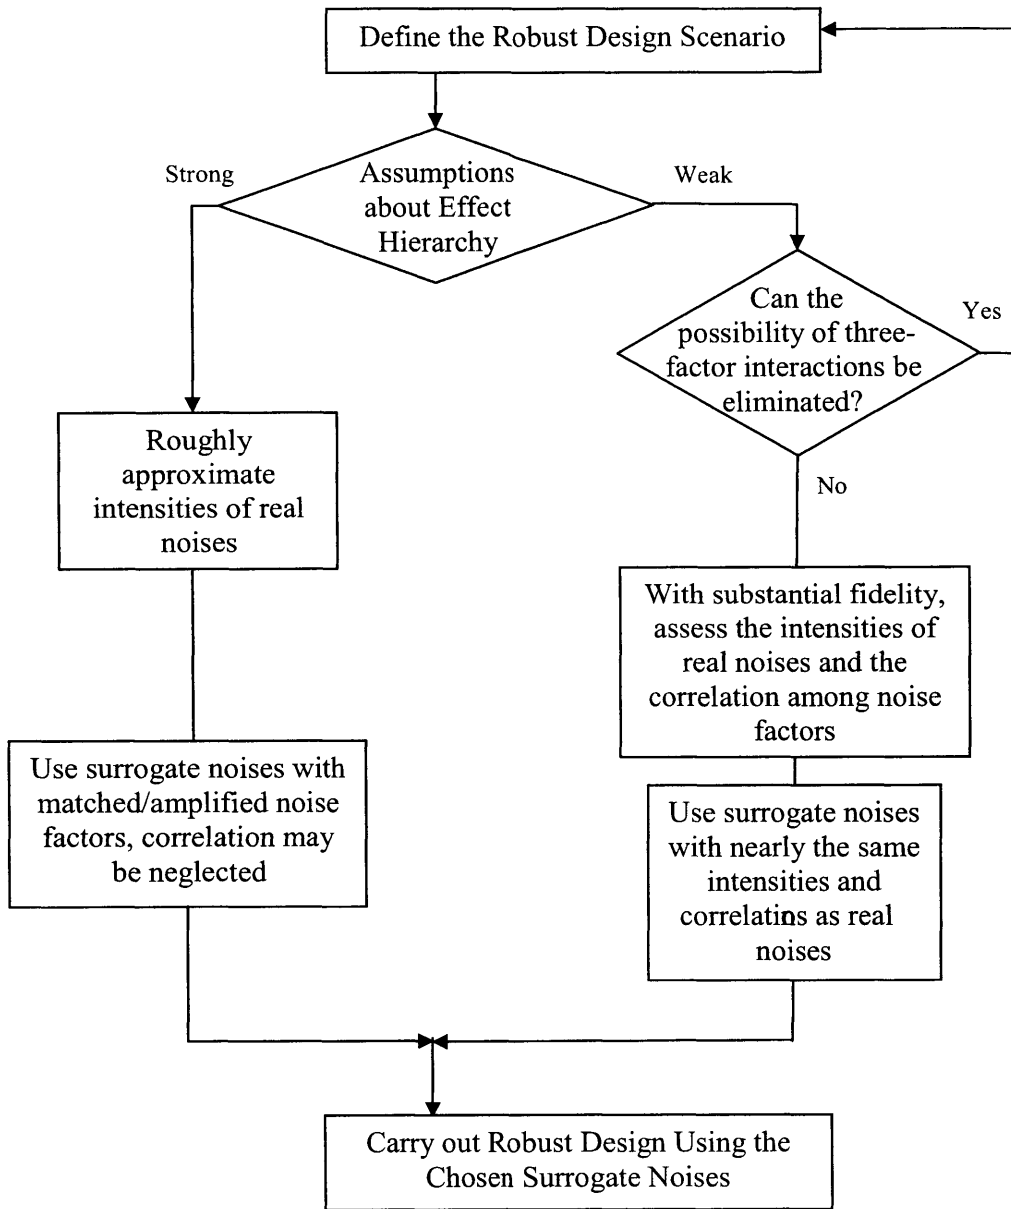 Define the Robust Design Scenario
Strong
Assumptions
about Effect
Hierarchy
Weak
Can the
possibility of three-
factor interactions be
eliminated?
Yes
No
Roughly
approximate
intensities of real
noises
With substantial fidelity,
assess the intensities of
real noises and the
correlation among noise
factors
Use surrogate noises with
matched/amplified noise
factors, correlation may
be neglected
Use surrogate noises
with nearly the same
intensities and
correlatins as real
noises
Carry out Robust Design Using the
Chosen Surrogate Noises